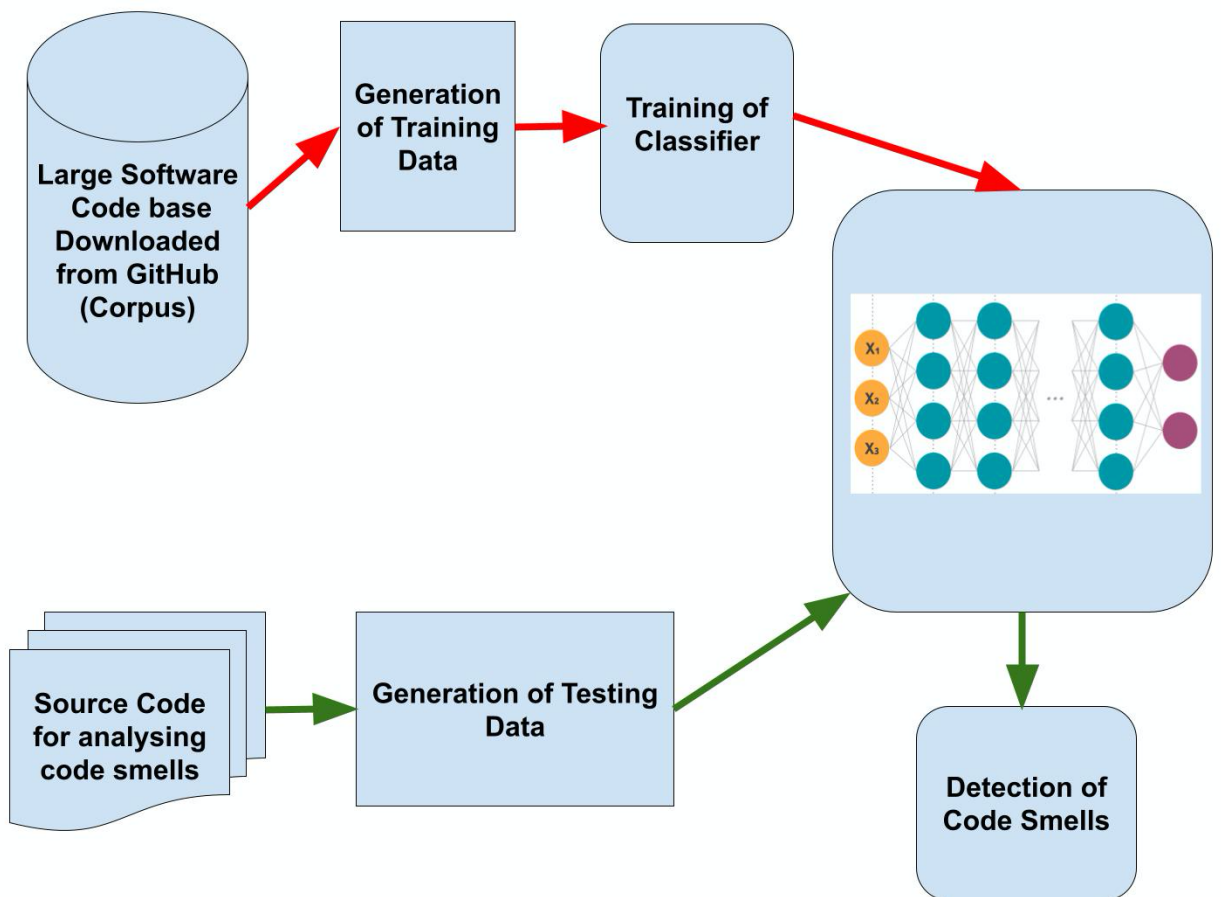 Large Software
Code base
Downloaded
from GitHub
(Corpus)
Generation
of Training
Data
Training of
Classifier
X₁
X₂
X₃
...
Source Code
for analysing
code smells
Generation of Testing
Data
Detection of
Code Smells